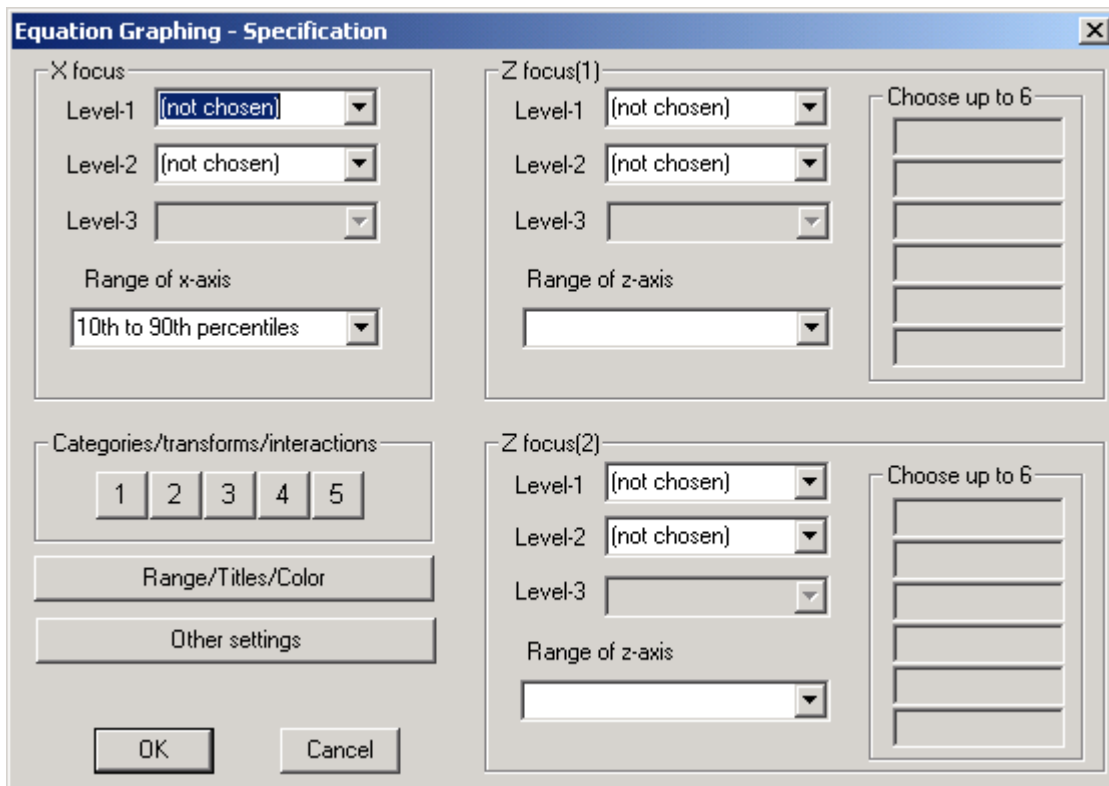 Equation Graphing - Specification
X focus
Level-1 (not chosen)
Level-2 (not chosen)
Level-3
Range of x-axis
10th to 90th percentiles
Categories/transforms/interactions
1 2 3 4 5
Range/Titles/Color
Other settings
OK Cancel
Z focus(1)
Level-1 (not chosen)
Level-2 (not chosen)
Level-3
Range of z-axis
Choose up to 6
Z focus(2)
Level-1 (not chosen)
Level-2 (not chosen)
Level-3
Range of z-axis
Choose up to 6